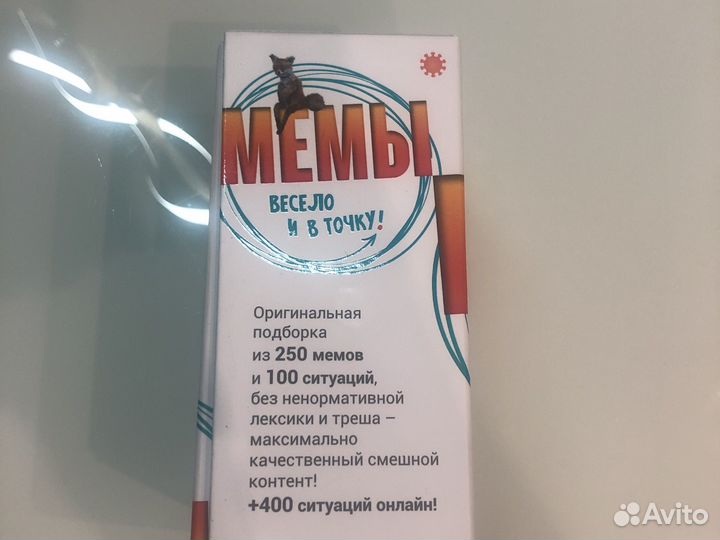 МЕМЫ
ВЕСЕЛО
И В ТОЧКУ!
Оригинальная
подборка
из 250 мемов
и 100 ситуаций,
без ненормативной
лексики и треша –
максимально
качественный смешной
контент!
+400 ситуаций онлайн!
Avito